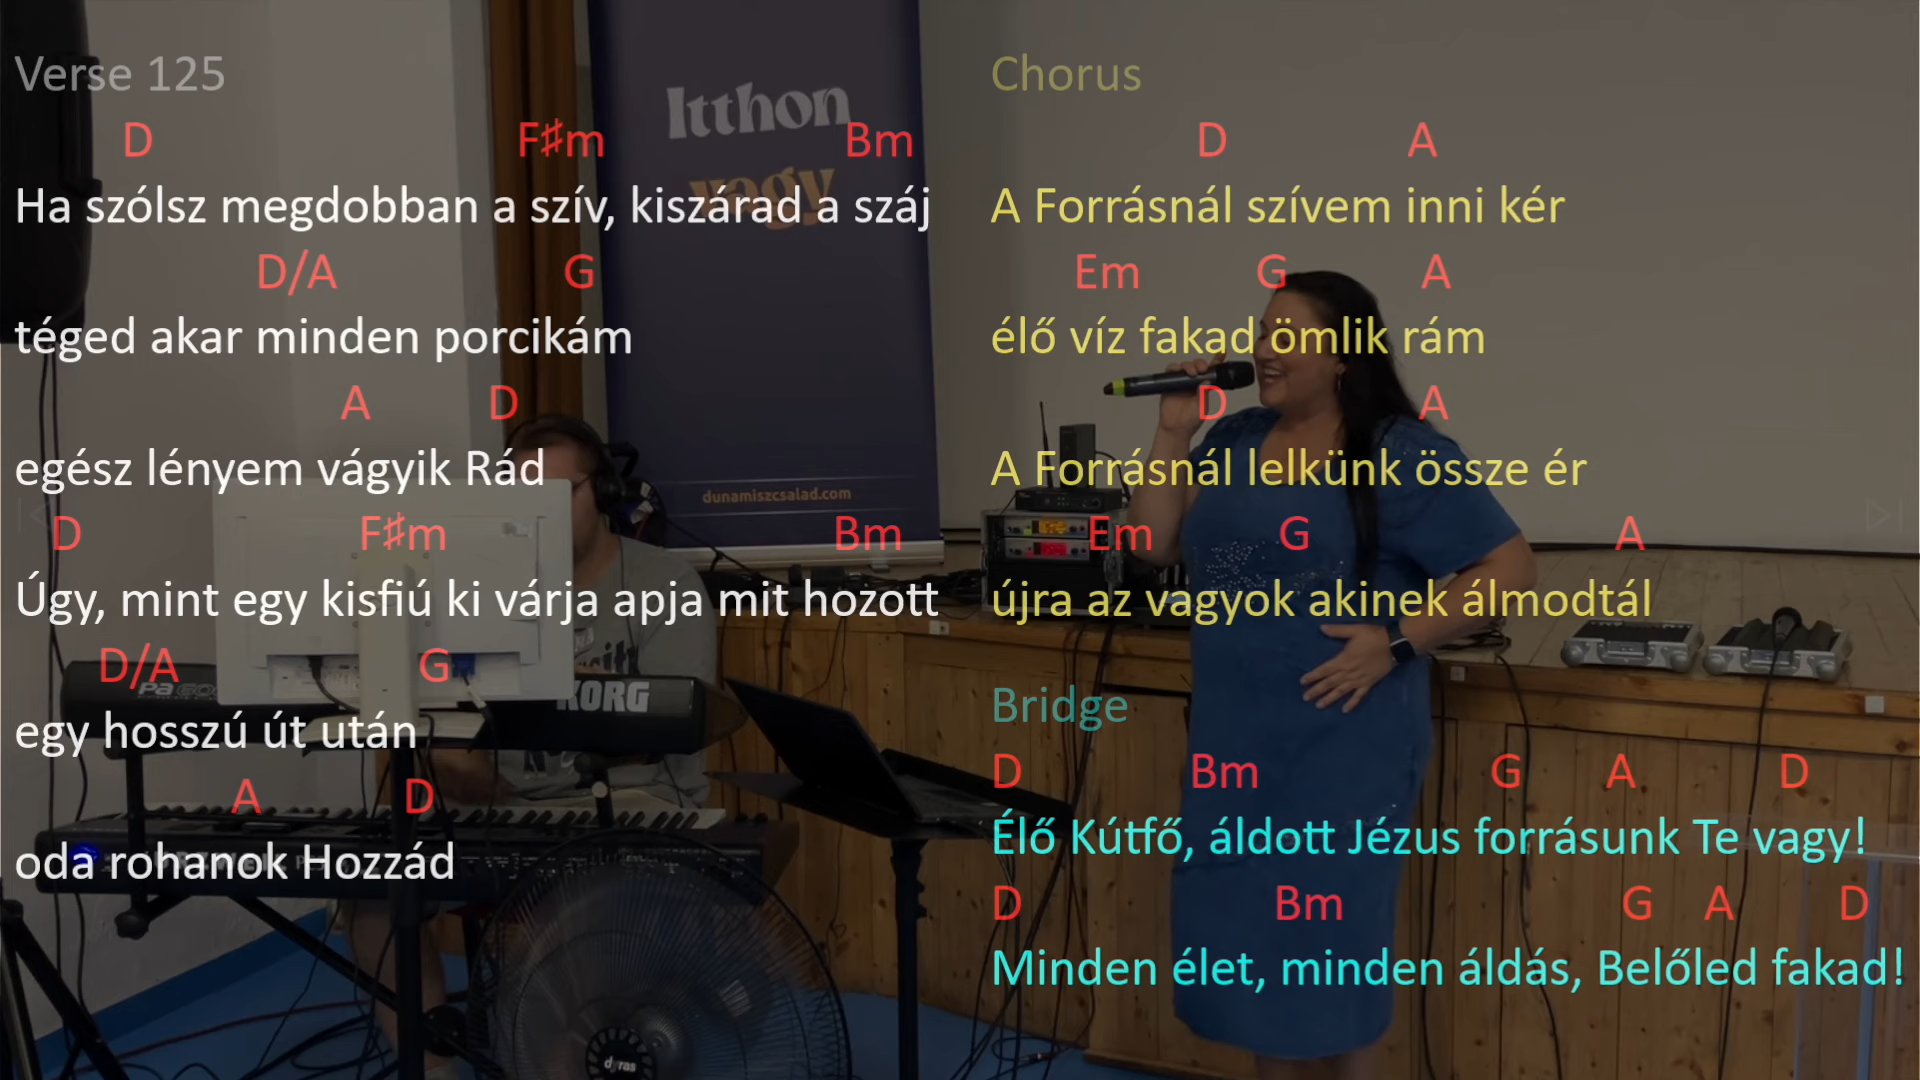 Verse 125
D F♯m Bm
Ha szólsz megdobban a szív, kiszárad a száj
D/A G
téged akar minden porcikám
A D
egész lényem vágyik Rád
D F♯m Bm
Úgy, mint egy kisfiú ki várja apja mit hozott
D/A G
egy hosszú út után
A D
oda rohanok Hozzád
Chorus
D A
A Forrásnál szívem inni kér
Em G A
élő víz fakad ömlik rám
D A
A Forrásnál lelkünk össze ér
Em G A
újra az vagyok akinek álmodtál
Bridge
D Bm G A D
Élő Kútfő, áldott Jézus forrásunk Te vagy!
D Bm G A D
Minden élet, minden áldás, Belőled fakad!
Itthon
vagy
dunamiszcsalad.com
KORG
dyras